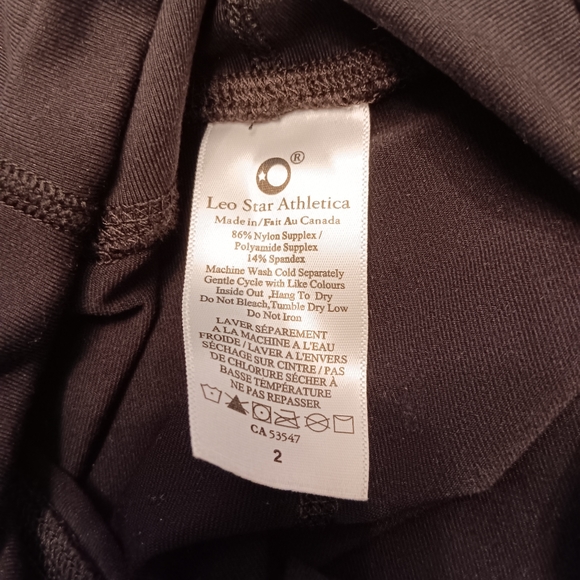 ®
Leo Star Athletica
Made in/Fait Au Canada
86% Nylon Supplex /
Polyamide Supplex
14% Spandex
Machine Wash Cold Separately
Gentle Cycle with Like Colours
Inside Out ,Hang To Dry
Do Not Bleach,Tumble Dry Low
Do Not Iron
LAVER SÉPAREMENT
A LA MACHINE A L'EAU
FROIDE / LAVER A L'ENVERS
SÉCHAGE SUR CINTRE / PAS
DE CHLORURE SÉCHER À
BASSE TEMPÉRATURE
NE PAS REPASSER
CA 53547
2